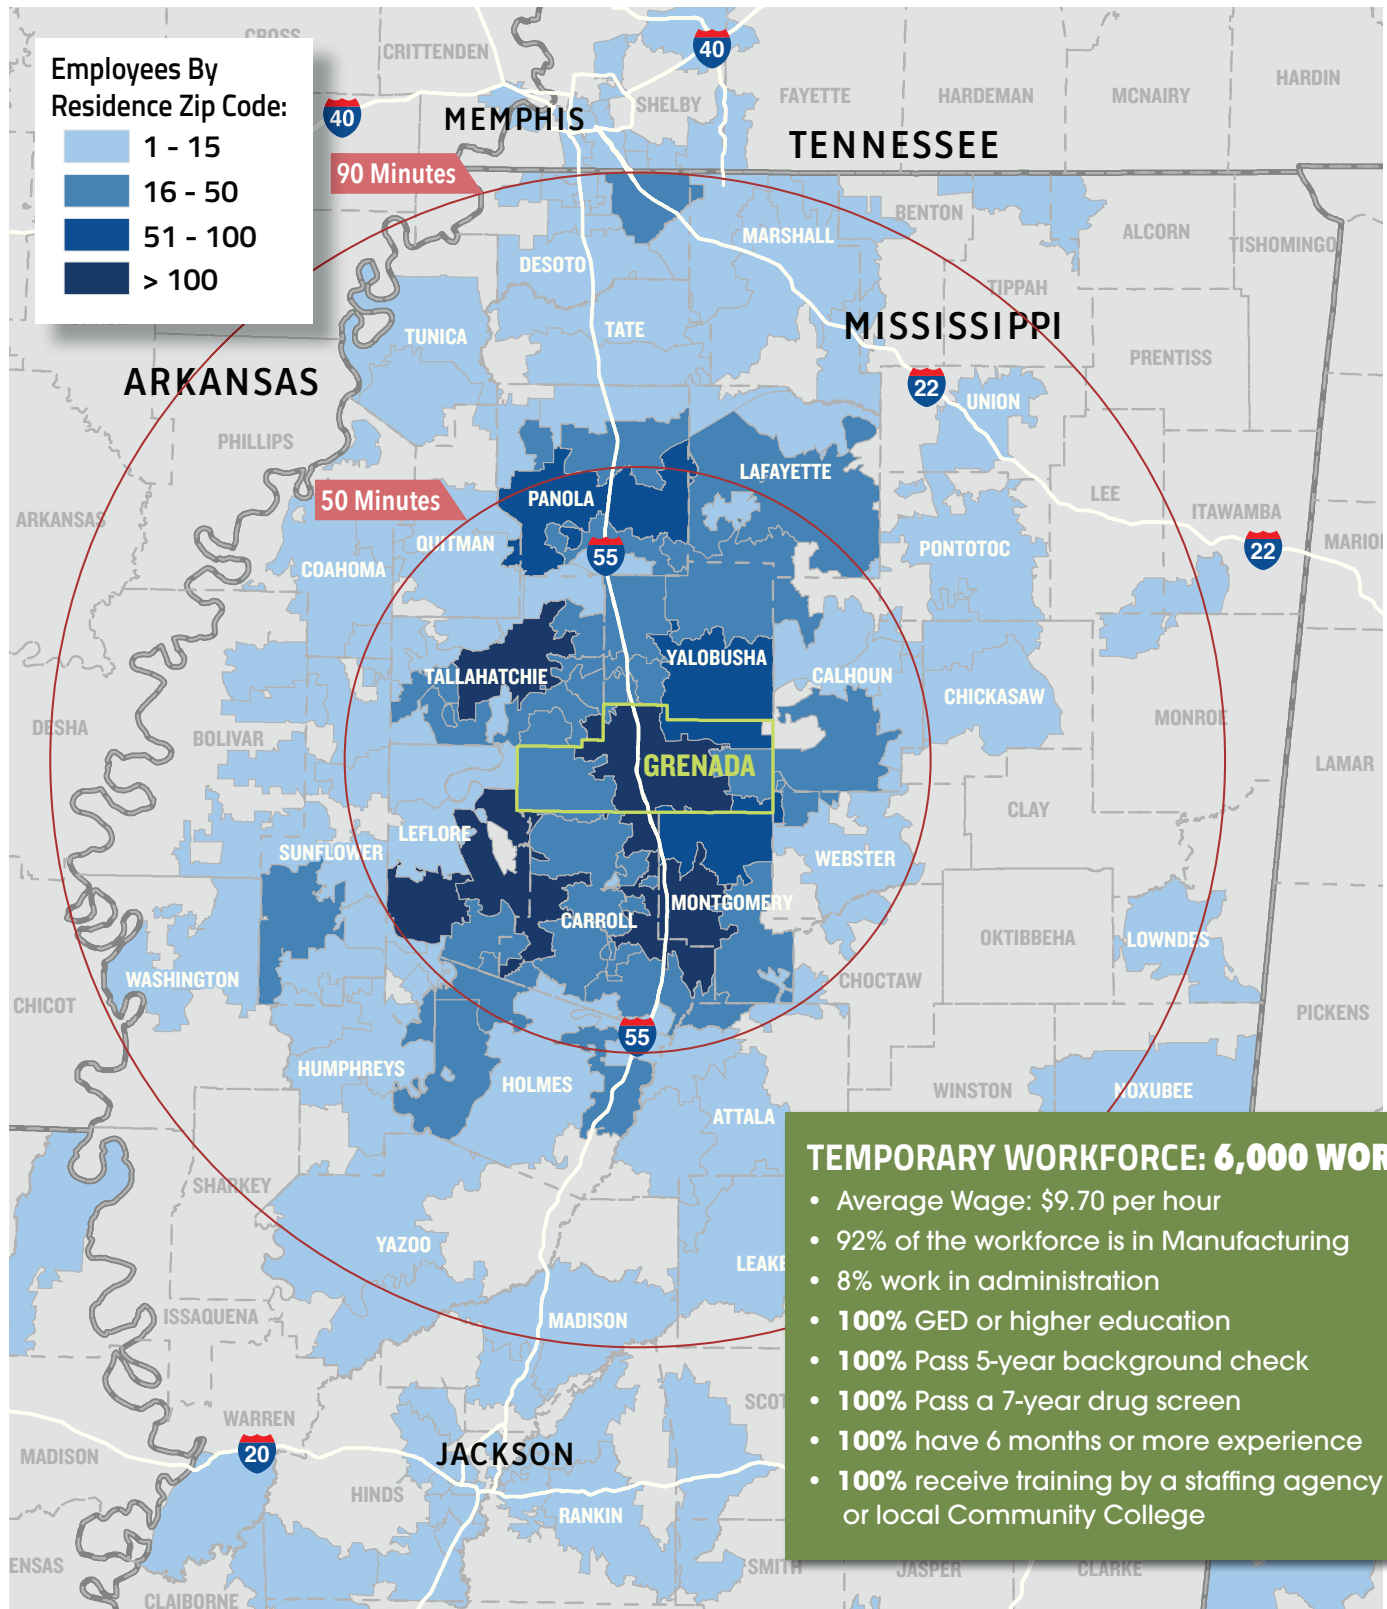 Employees By
Residence Zip Code:
1 - 15
16 - 50
51 - 100
> 100
CROSS
CRITTENDEN
40
40
MEMPHIS
SHELBY
FAYETTE
HARDEMAN
MCNAIRY
HARDIN
TENNESSEE
90 Minutes
BENTON
ALCORN
TISHOMINGO
MARSHALL
DESOTO
TIPPAH
TUNICA
TATE
MISSISSIPPI
PRENTISS
ARKANSAS
22
UNION
PHILLIPS
LAFAYETTE
50 Minutes
PANOLA
LEE
ARKANSAS
ITAWAMBA
QUITMAN
55
PONTOTOC
22
COAHOMA
YALOBUSHA
TALLAHATCHIE
CALHOUN
CHICKASAW
MONROE
DESHA
BOLIVAR
GRENADA
LAMAR
CLAY
LEFLORE
SUNFLOWER
WEBSTER
MONTGOMERY
CARROLL
OKTIBBEHA
LOWNDES
WASHINGTON
CHOCTAW
CHICOT
PICKENS
55
HUMPHREYS
HOLMES
WINSTON
NOXUBEE
ATTALA
TEMPORARY WORKFORCE: 6,000 WOR
• Average Wage: $9.70 per hour
• 92% of the workforce is in Manufacturing
• 8% work in administration
• 100% GED or higher education
• 100% Pass 5-year background check
• 100% Pass a 7-year drug screen
• 100% have 6 months or more experience
• 100% receive training by a staffing agency
or local Community College
SHARKEY
YAZOO
LEAKE
ISSAQUENA
MADISON
WARREN
SCOT
MADISON
20
JACKSON
HINDS
RANKIN
ENSAS
SMITH
JASPER
CLARKE
CLAIBORNE